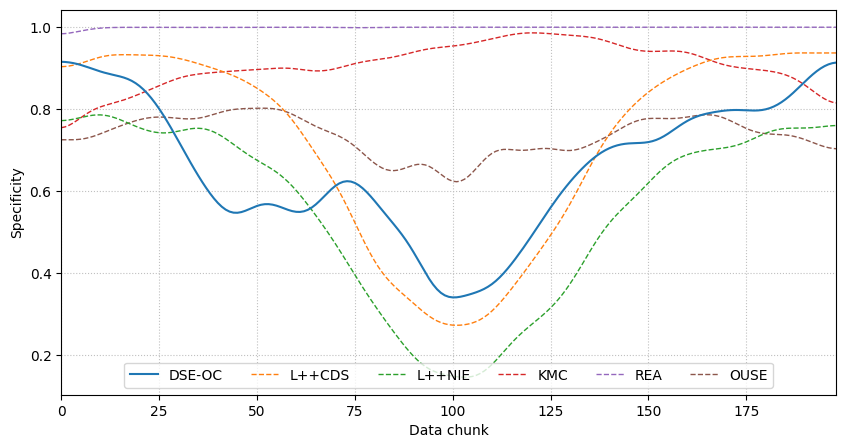 Specificity
1.0
0.8
0.6
0.4
0.2
DSE-OC L++CDS L++NIE KMC REA OUSE
0 25 50 75 100 125 150 175
Data chunk